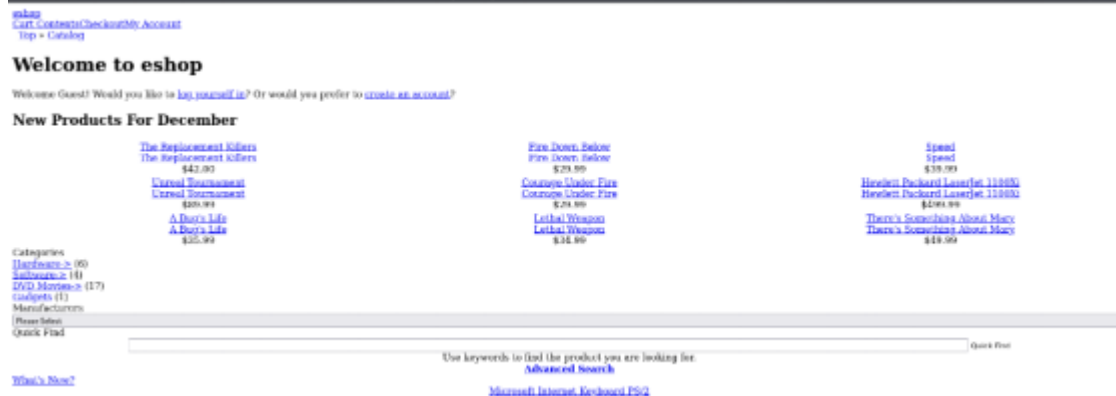 eshop
Cart ContentsCheckoutMy Account
Top » Catalog
Welcome to eshop
Welcome Guest! Would you like to log yourself in? Or would you prefer to create an account?
New Products For December
The Replacement Killers Fire Down Below Speed
The Replacement Killers Fire Down Below Speed
$42.00 $29.99 $39.99
Unreal Tournament Courage Under Fire Hewlett Packard LaserJet 1100Xi
Unreal Tournament Courage Under Fire Hewlett Packard LaserJet 1100Xi
$89.99 $29.99 $499.99
A Bug's Life Lethal Weapon There's Something About Mary
A Bug's Life Lethal Weapon There's Something About Mary
$35.99 $34.99 $49.99
Categories
Hardware-> (6)
Software-> (4)
DVD Movies-> (17)
Gadgets (1)
Manufacturers
Please Select
Quick Find
Quick Find
Use keywords to find the product you are looking for.
Advanced Search
What's New?
Microsoft Internet Keyboard PS/2